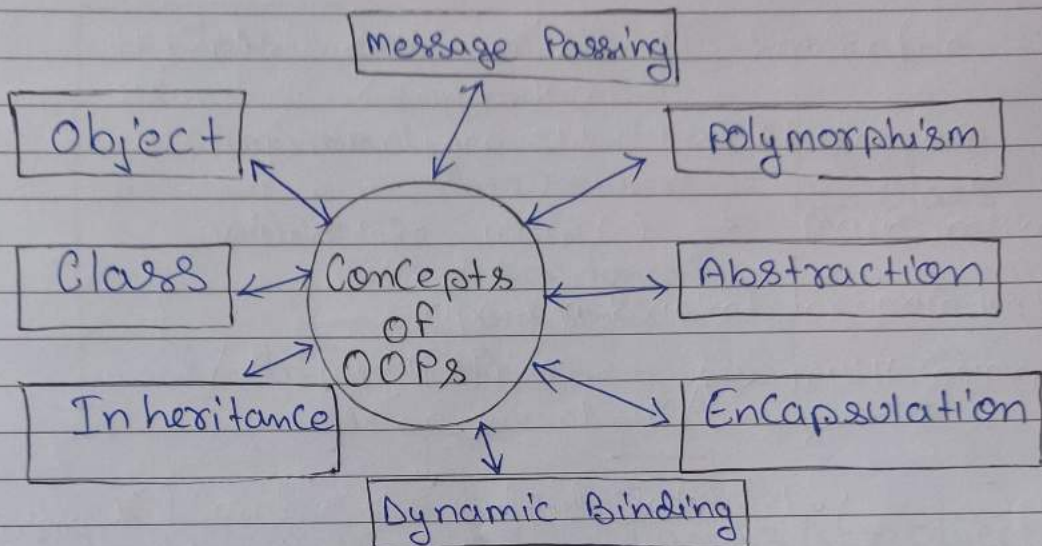 Message Passing
Object
Polymorphism
Class
Concepts
of
OOPs
Abstraction
Inheritance
Encapsulation
Dynamic Binding